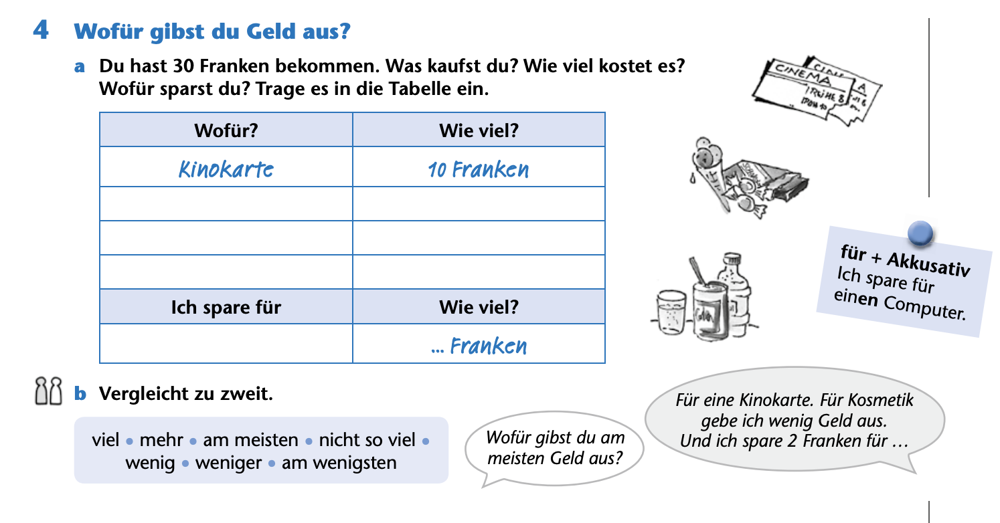 4 Wofür gibst du Geld aus?
a Du hast 30 Franken bekommen. Was kaufst du? Wie viel kostet es?
Wofür sparst du? Trage es in die Tabelle ein.
CINEMA
Wofür? Wie viel?
Kinokarte 10 Franken
Ich spare für Wie viel?
... Franken
für + Akkusativ
Ich spare für
einen Computer.
b Vergleicht zu zweit.
viel • mehr • am meisten • nicht so viel •
wenig • weniger • am wenigsten
Wofür gibst du am
meisten Geld aus?
Für eine Kinokarte. Für Kosmetik
gebe ich wenig Geld aus.
Und ich spare 2 Franken für …